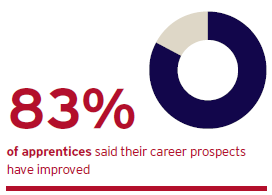 83%
of apprentices said their career prospects
have improved